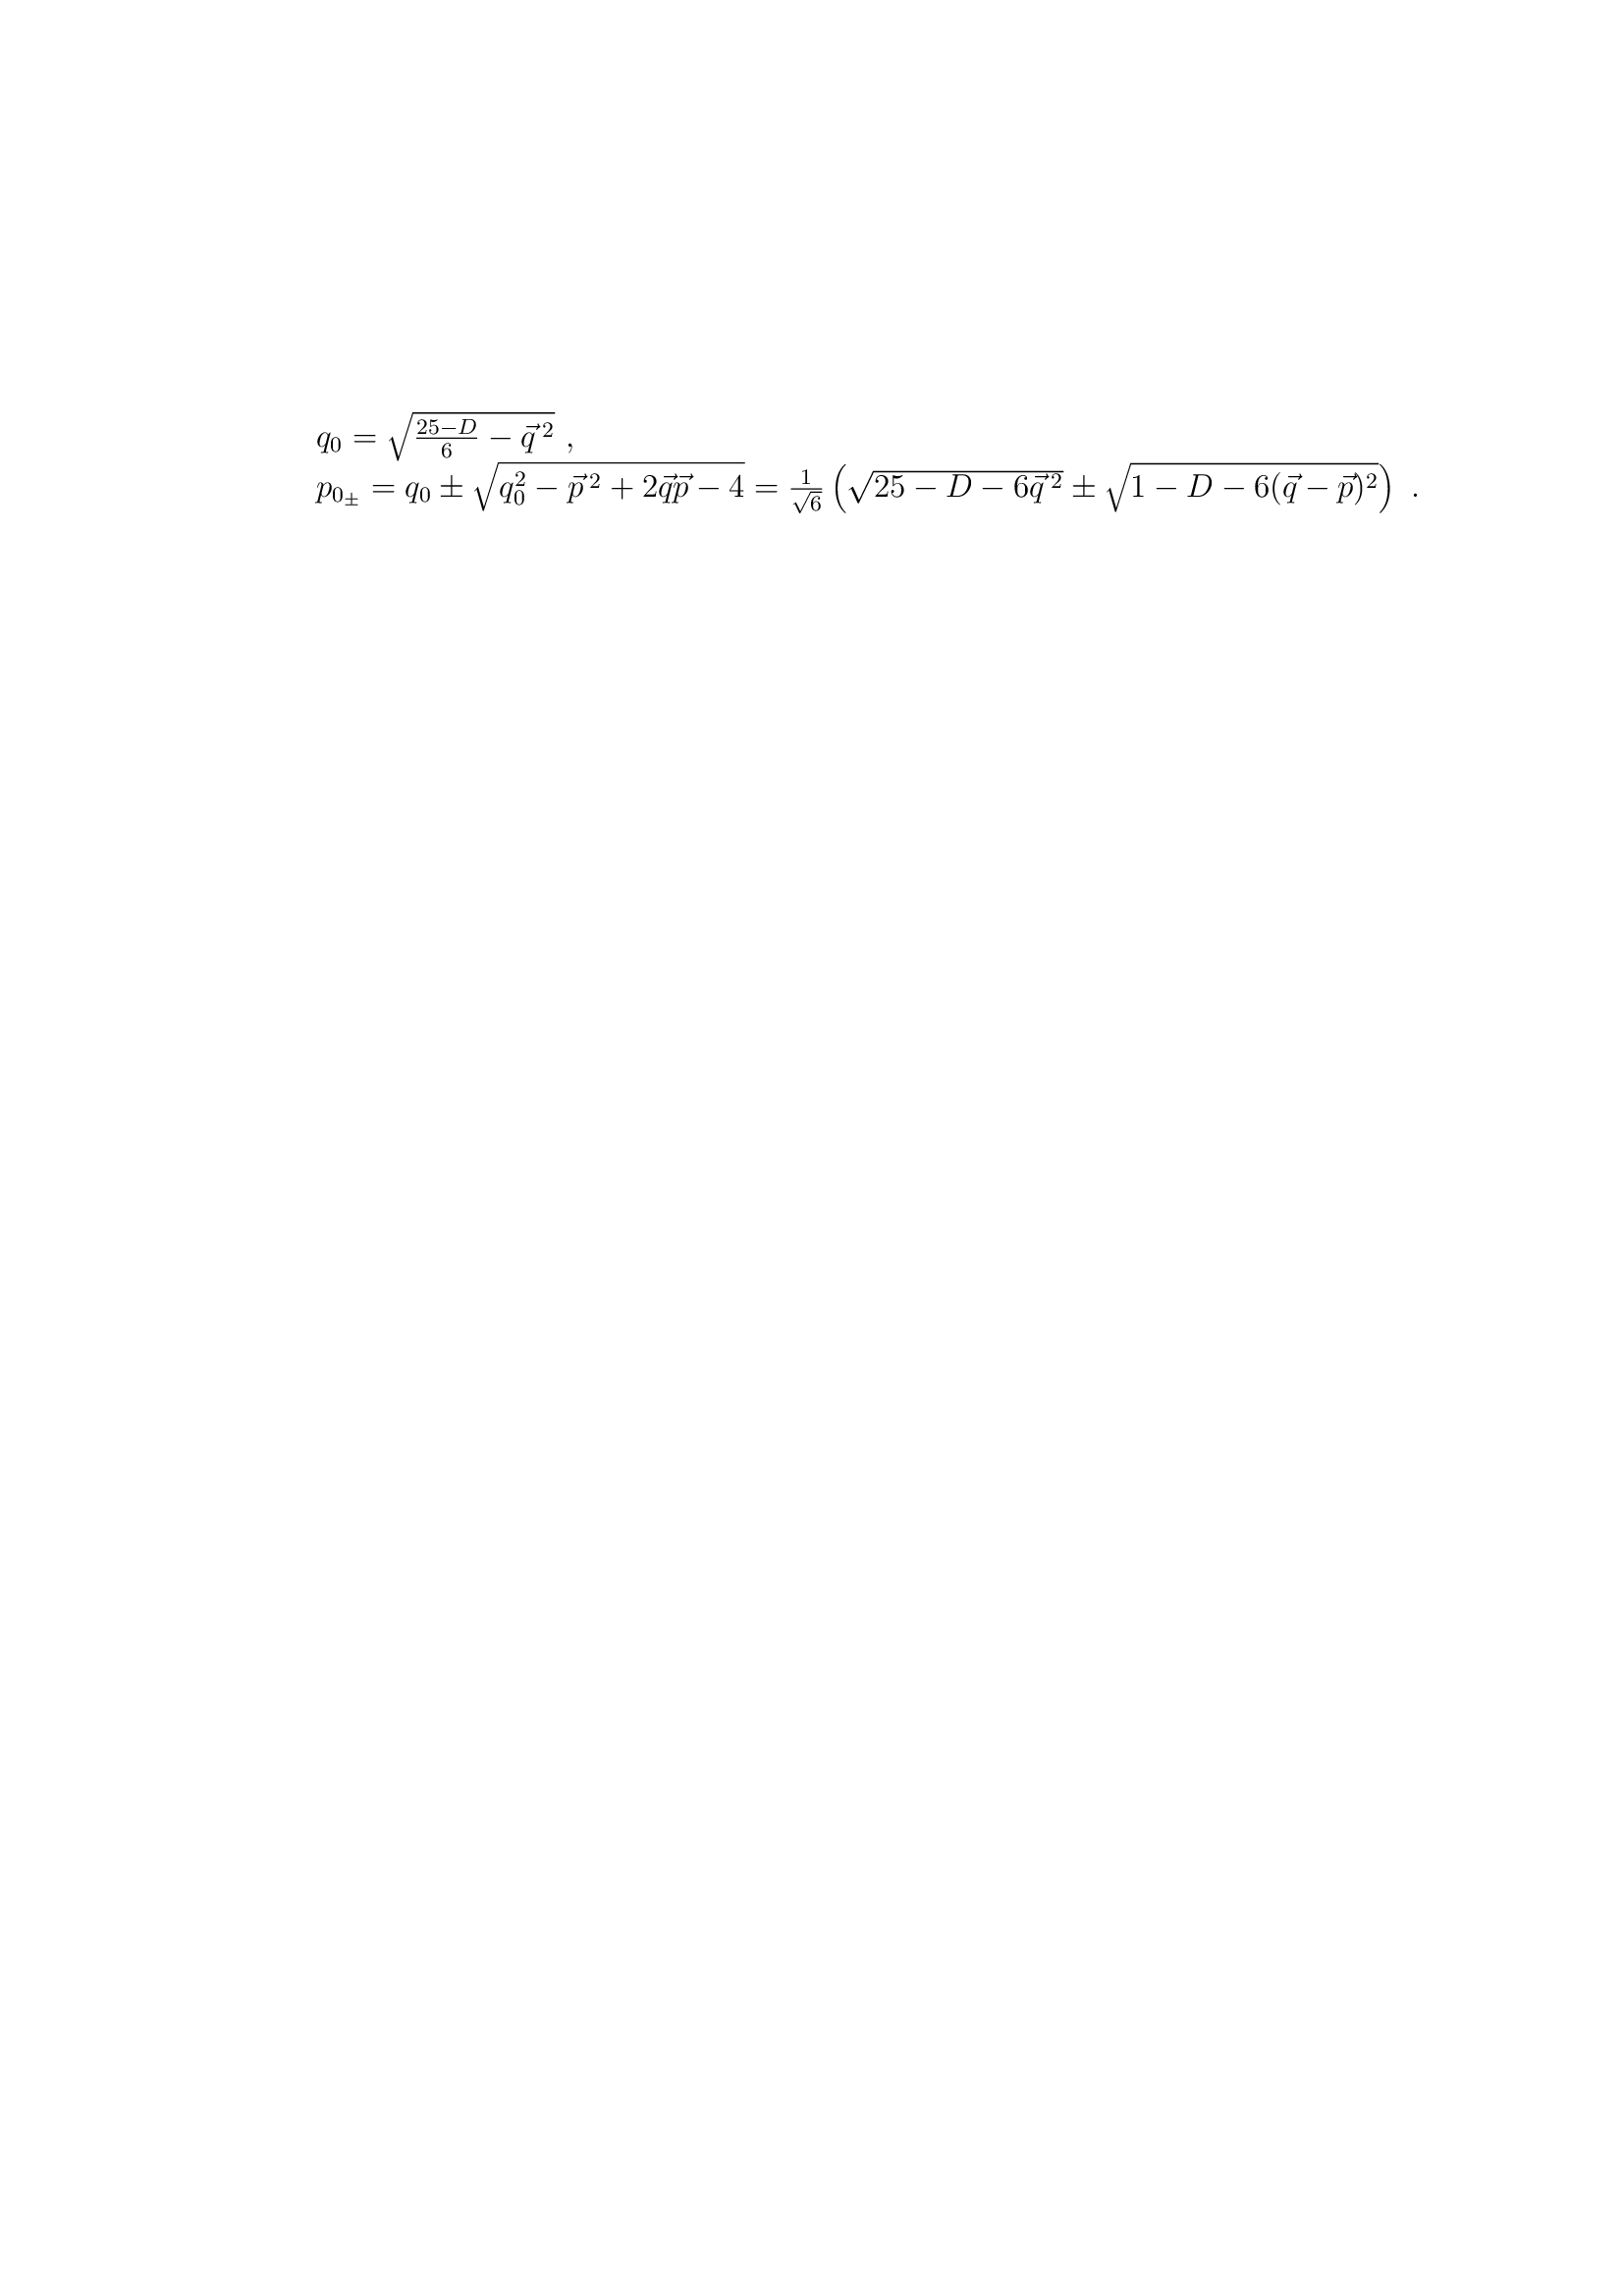 $q_0 = \sqrt{\frac{25-D}{6} - \vec{q}^{\,2}}$ ,
$p_{0_\pm} = q_0 \pm \sqrt{q_0^2 - \vec{p}^{\,2} + 2\vec{q}\vec{p} - 4} = \frac{1}{\sqrt{6}} \left( \sqrt{25 - D - 6\vec{q}^{\,2}} \pm \sqrt{1 - D - 6(\vec{q} - \vec{p})^2} \right)$ .